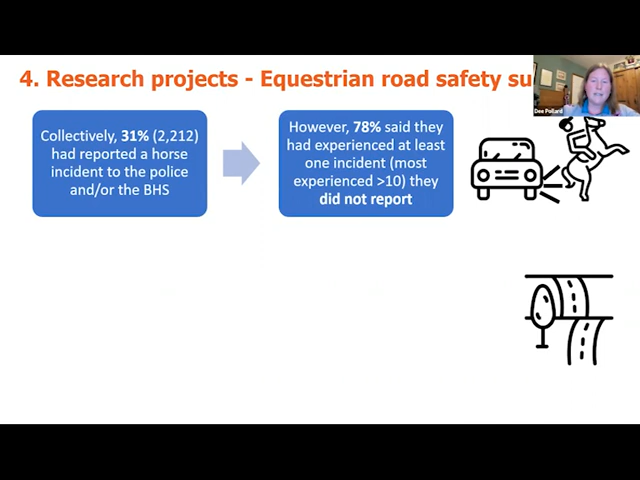 4. Research projects - Equestrian road safety su
Dee Pollard
Collectively, 31% (2,212)
had reported a horse
incident to the police
and/or the BHS
However, 78% said they
had experienced at least
one incident (most
experienced >10) they
did not report